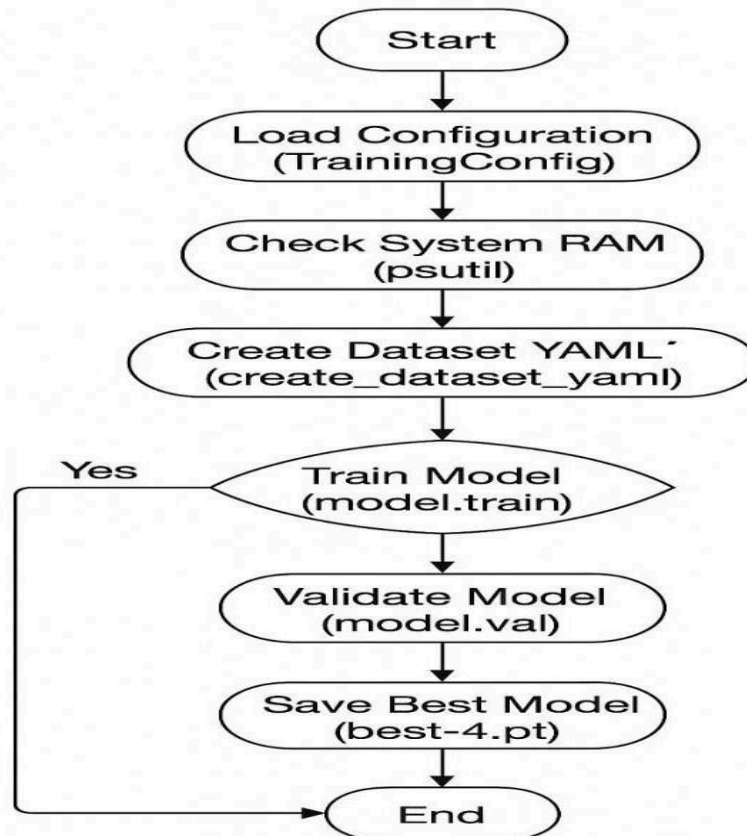 Start
Load Configuration
(TrainingConfig)
Check System RAM
(psutil)
Create Dataset YAML´
(create_dataset_yaml)
Yes
Train Model
(model.train)
Validate Model
(model.val)
Save Best Model
(best-4.pt)
End